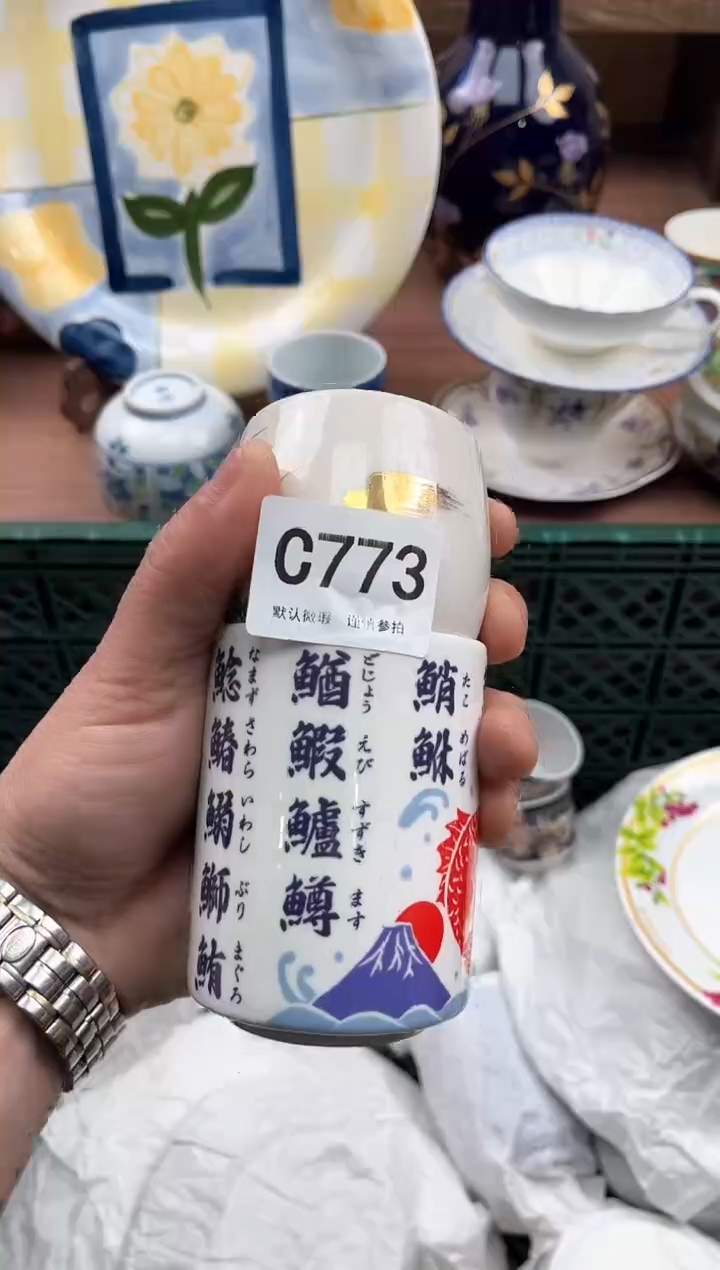 C773
默认微瑕 谨慎参拍
鮹 たこ
鮴 めばる
鰌 どじょう
鰕 えび
鱸 すずき
鱒 ます
鯰 なまず
鰆 さわら
鰯 いわし
鰤 ぶり
鮪 まぐろ